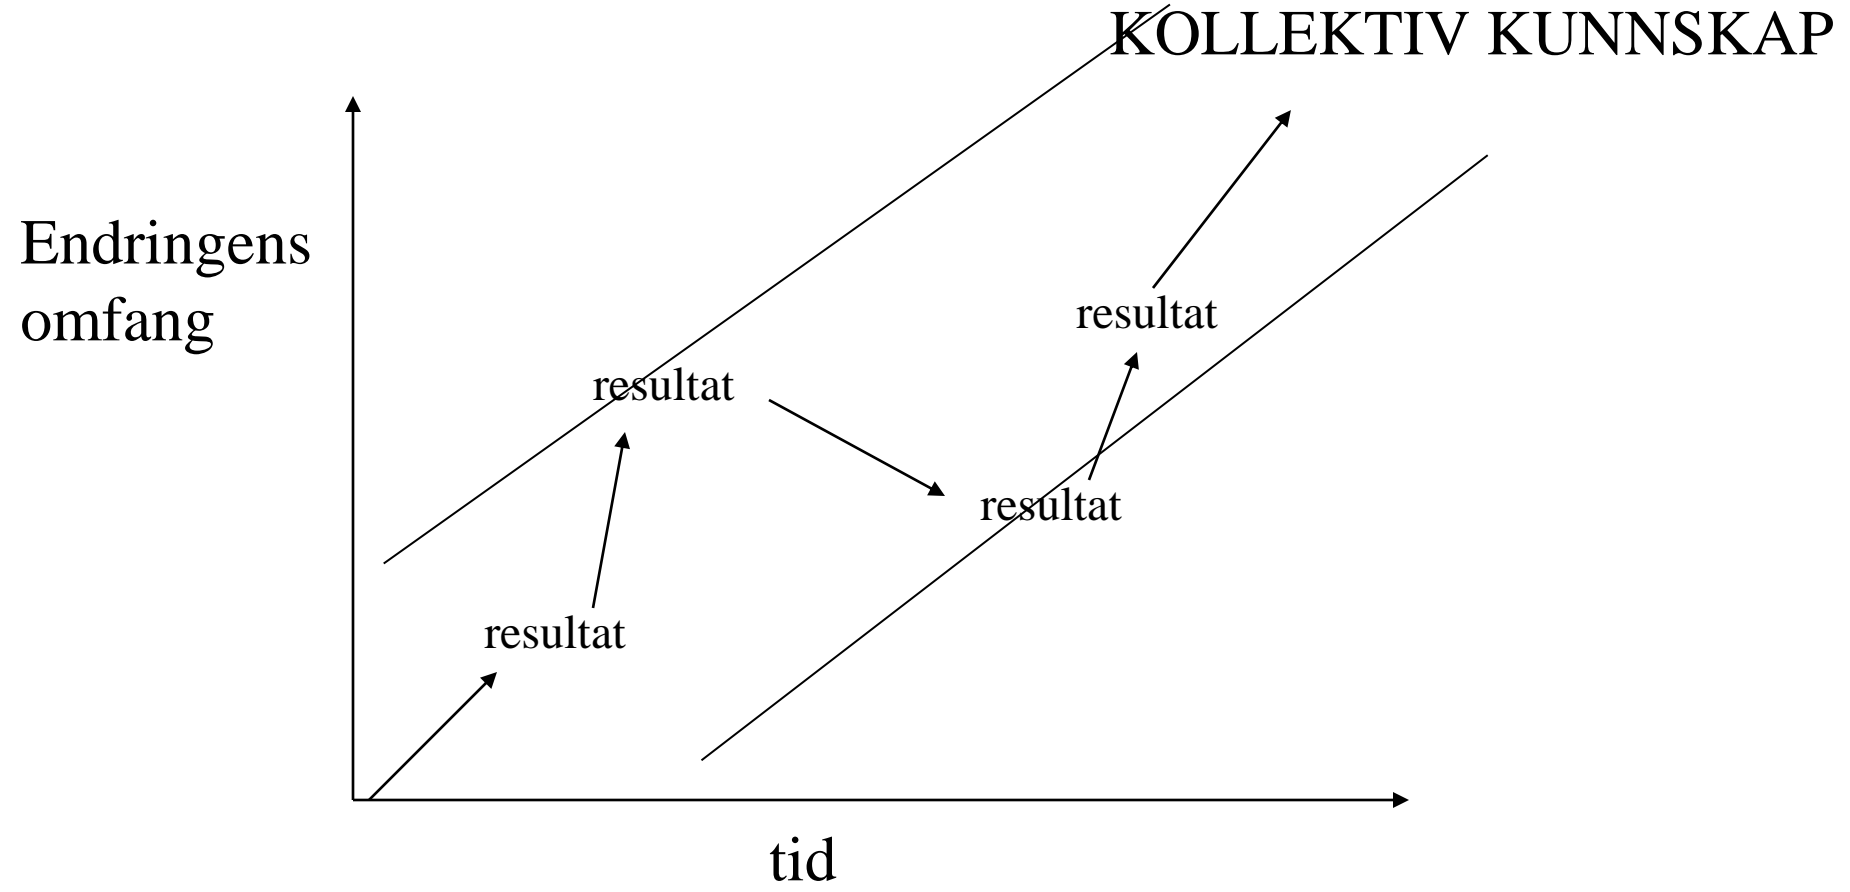 KOLLEKTIV KUNNSKAP
Endringens
omfang
resultat
resultat
resultat
resultat
tid